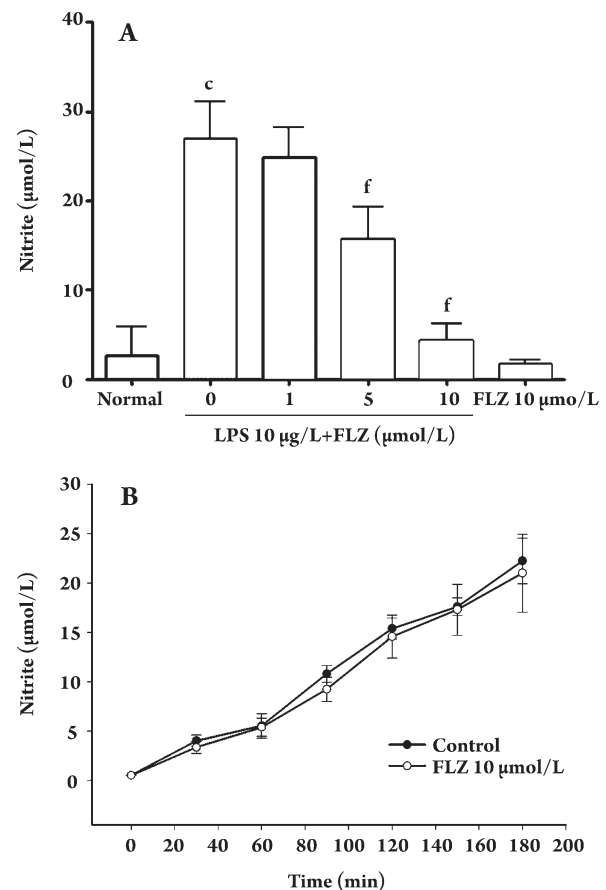 A
40
30
20
10
0
Nitrite (μmol/L)
c
f
f
Normal 0 1 5 10 FLZ 10 μmo/L
LPS 10 μg/L+FLZ (μmol/L)
B
30
25
20
15
10
5
0
Nitrite (μmol/L)
Control
FLZ 10 μmol/L
0 20 40 60 80 100 120 140 160 180 200
Time (min)